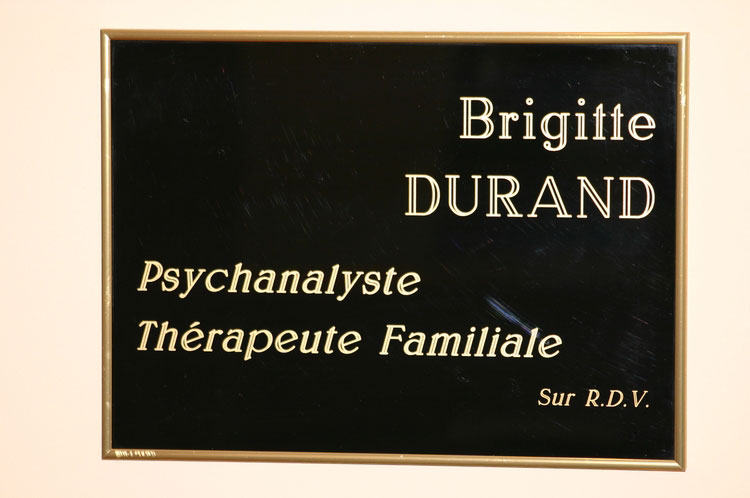 Brigitte
DURAND
Psychanalyste
Thérapeute Familiale
Sur R.D.V.